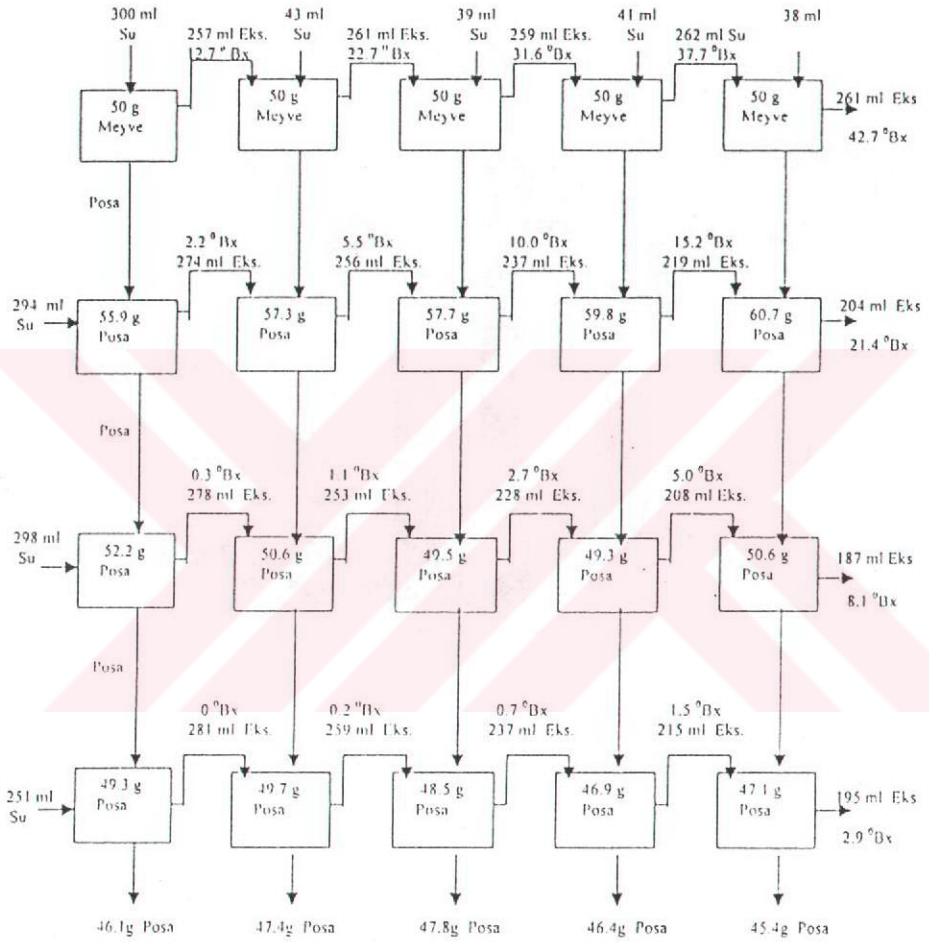 300 ml
Su
257 ml Eks.
12.7 °Bx
43 ml
Su
261 ml Eks.
22.7 °Bx
39 ml
Su
259 ml Eks.
31.6 °Bx
41 ml
Su
262 ml Su
37.7 °Bx
38 ml
50 g
Meyve
50 g
Meyve
50 g
Meyve
50 g
Meyve
50 g
Meyve
261 ml Eks
42.7 °Bx
Posa
2.2 °Bx
274 ml Eks.
5.5 °Bx
256 ml Eks.
10.0 °Bx
237 ml Eks.
15.2 °Bx
219 ml Eks.
294 ml
Su
55.9 g
Posa
57.3 g
Posa
57.7 g
Posa
59.8 g
Posa
60.7 g
Posa
204 ml Eks
21.4 °Bx
Posa
0.3 °Bx
278 ml Eks.
1.1 °Bx
253 ml Eks.
2.7 °Bx
228 ml Eks.
5.0 °Bx
208 ml Eks.
298 ml
Su
52.2 g
Posa
50.6 g
Posa
49.5 g
Posa
49.3 g
Posa
50.6 g
Posa
187 ml Eks
8.1 °Bx
Posa
0 °Bx
281 ml Eks.
0.2 °Bx
259 ml Eks.
0.7 °Bx
237 ml Eks.
1.5 °Bx
215 ml Eks.
251 ml
Su
49.3 g
Posa
49.7 g
Posa
48.5 g
Posa
46.9 g
Posa
47.1 g
Posa
195 ml Eks
2.9 °Bx
46.1g Posa
47.4g Posa
47.8g Posa
46.4g Posa
45.4g Posa